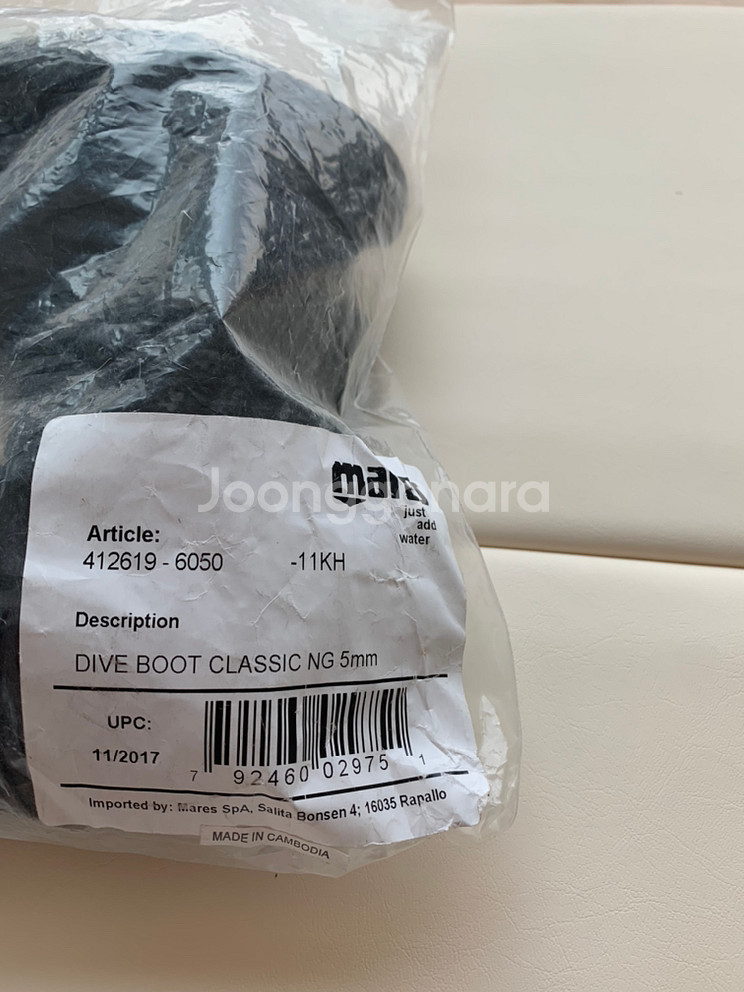 mares
just
add
water
Joonggonara
Article:
412619 - 6050 -11KH
Description
DIVE BOOT CLASSIC NG 5mm
UPC:
11/2017
7 92460 02975 1
Imported by: Mares SpA, Salita Bonsen 4; 16035 Rapallo
MADE IN CAMBODIA